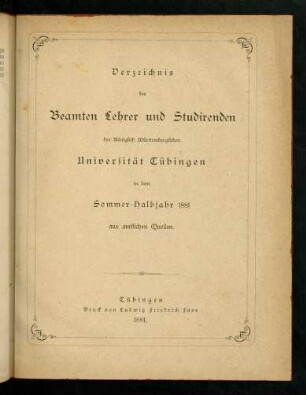 Verzeichnis
der
Beamten Lehrer und Studirenden
der Königlich Württembergischen
Universität Tübingen
in dem
Sommer-Halbjahr 1881
aus amtlichen Quellen.
Tübingen
Druck von Ludwig Friedrich Fues
1881.